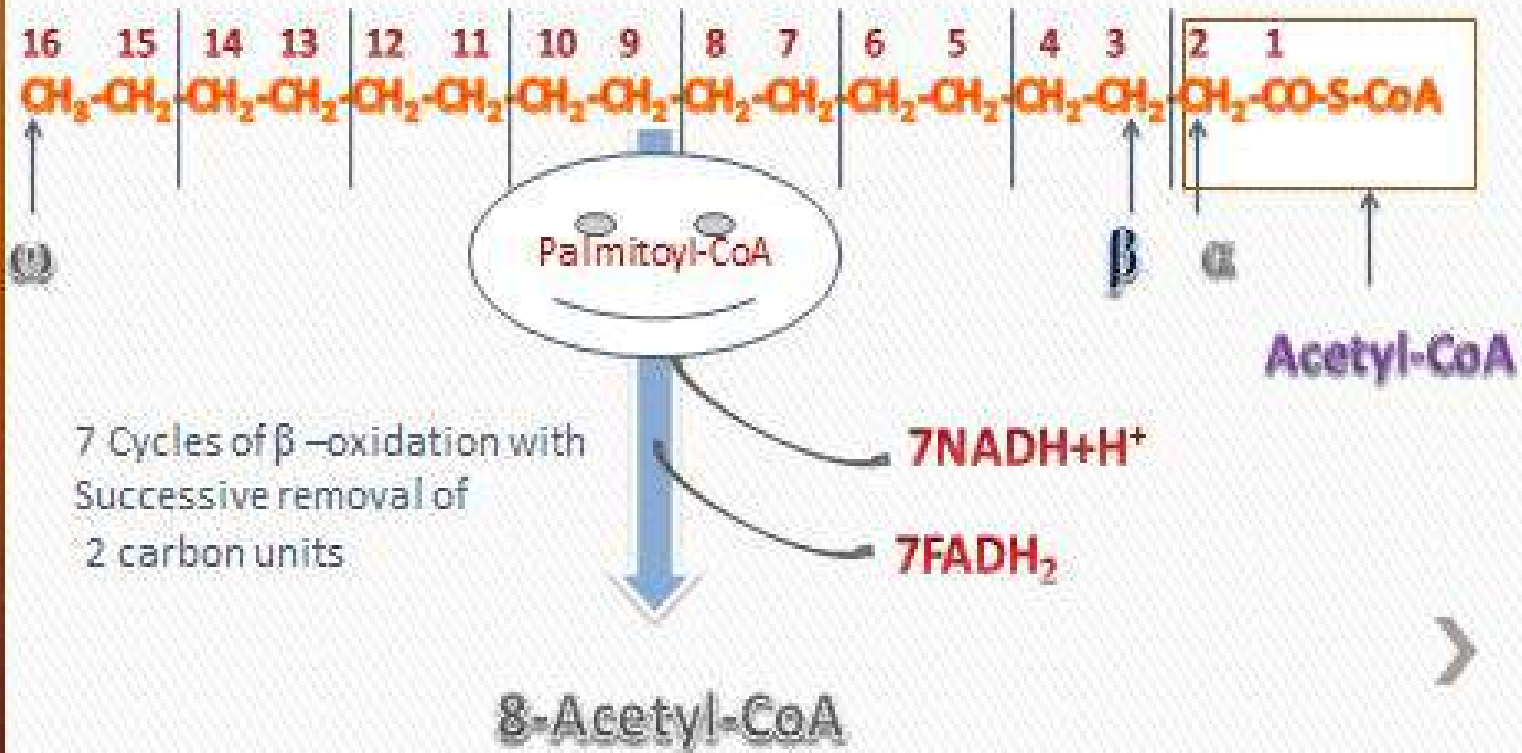 16 15 14 13 12 11 10 9 8 7 6 5 4 3 2 1
CH₃-CH₂-CH₂-CH₂-CH₂-CH₂-CH₂-CH₂-CH₂-CH₂-CH₂-CH₂-CH₂-CH₂-CH₂-CO-S-CoA
ω β α
Palmitoyl-CoA
Acetyl-CoA
7 Cycles of β –oxidation with
Successive removal of
2 carbon units
7NADH+H⁺
7FADH₂
8-Acetyl-CoA